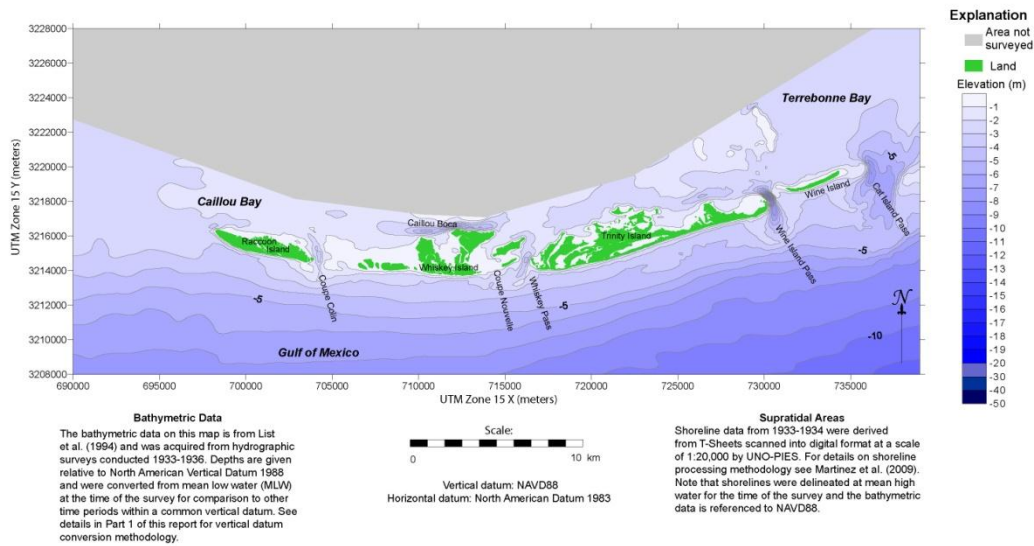 Explanation
Area not
surveyed
Land
Elevation (m)
-1
-2
-3
-4
-5
-6
-7
-8
-9
-10
-11
-12
-13
-14
-15
-16
-17
-18
-19
-20
-30
-40
-50
3228000
3226000
3224000
3222000
3220000
3218000
3216000
3214000
3212000
3210000
3208000
UTM Zone 15 Y (meters)
Terrebonne Bay
-5
Cat Island Pass
Wine Island
Wine Island Pass
-5
Caillou Bay
Caillou Boca
Raccoon
Island
Trinity Island
Whiskey Island
Coupe Colin
Coupe Nouvelle
Whiskey Pass
-5
-5
N
-10
Gulf of Mexico
690000
695000
700000
705000
710000
715000
720000
725000
730000
735000
UTM Zone 15 X (meters)
Bathymetric Data
The bathymetric data on this map is from List
et al. (1994) and was acquired from hydrographic
surveys conducted 1933-1936. Depths are given
relative to North American Vertical Datum 1988
and were converted from mean low water (MLW)
at the time of the survey for comparison to other
time periods within a common vertical datum. See
details in Part 1 of this report for vertical datum
conversion methodology.
Scale:
0
10 km
Vertical datum: NAVD88
Horizontal datum: North American Datum 1983
Supratidal Areas
Shoreline data from 1933-1934 were derived
from T-Sheets scanned into digital format at a scale
of 1:20,000 by UNO-PIES. For details on shoreline
processing methodology see Martinez et al. (2009).
Note that shorelines were delineated at mean high
water for the time of the survey and the bathymetric
data is referenced to NAVD88.